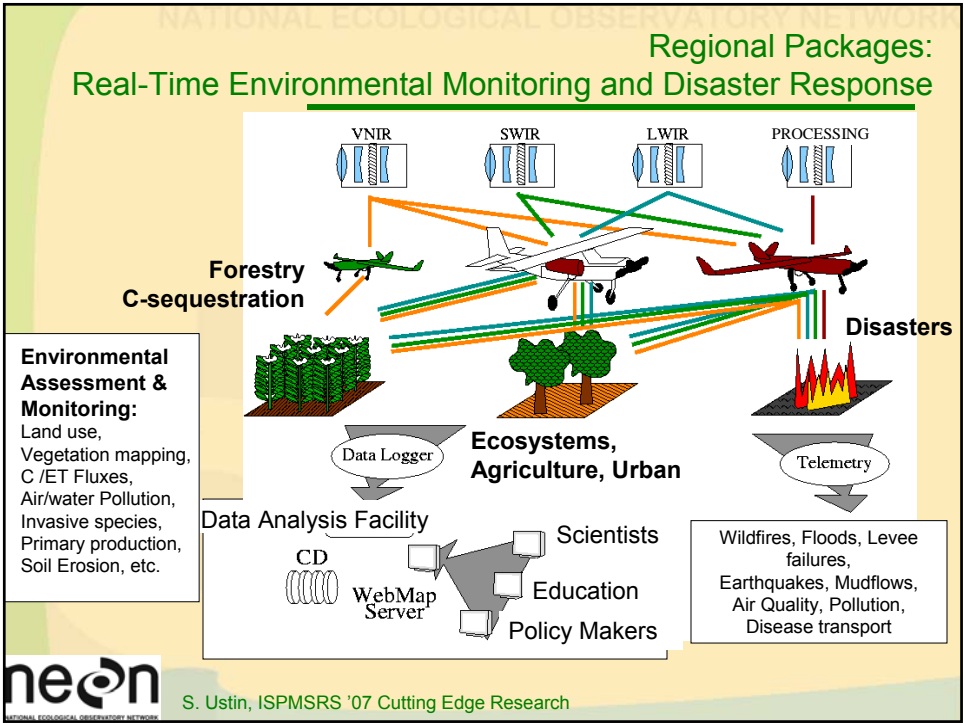 NATIONAL ECOLOGICAL OBSERVATORY NETWORK
Regional Packages:
Real-Time Environmental Monitoring and Disaster Response
VNIR
SWIR
LWIR
PROCESSING
Forestry
C-sequestration
Disasters
Environmental
Assessment &
Monitoring:
Land use,
Vegetation mapping,
C /ET Fluxes,
Air/water Pollution,
Invasive species,
Primary production,
Soil Erosion, etc.
Ecosystems,
Agriculture, Urban
Data Logger
Telemetry
Data Analysis Facility
CD
WebMap
Server
Scientists
Education
Policy Makers
Wildfires, Floods, Levee
failures,
Earthquakes, Mudflows,
Air Quality, Pollution,
Disease transport
neon
NATIONAL ECOLOGICAL OBSERVATORY NETWORK
S. Ustin, ISPMSRS '07 Cutting Edge Research